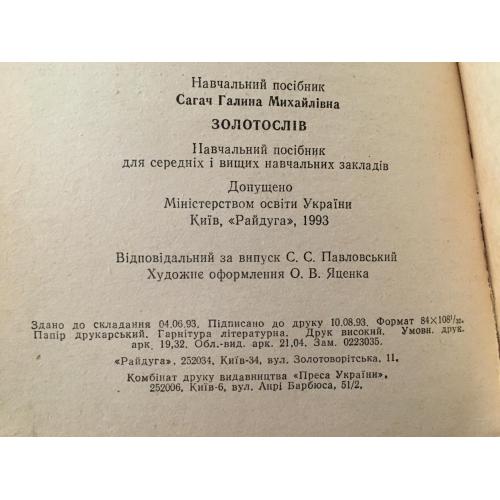 Навчальний посібник
Сагач Галина Михайлівна
ЗОЛОТОСЛІВ
Навчальний посібник
для середніх і вищих навчальних закладів
Допущено
Міністерством освіти України
Київ, «Райдуга», 1993
Відповідальний за випуск С. С. Павловський
Художнє оформлення О. В. Яценка
Здано до складання 04.06.93. Підписано до друку 10.08.93. Формат 84×108¹/₃₂.
Папір друкарський. Гарнітура літературна. Друк високий. Умовн. друк.
арк. 19,32. Обл.-вид. арк. 21,04. Зам. 0223035.
«Райдуга». 252034, Київ-34, вул. Золотоворітська, 11.
Комбінат друку видавництва «Преса України».
252006, Київ-6, вул. Анрі Барбюса, 51/2.